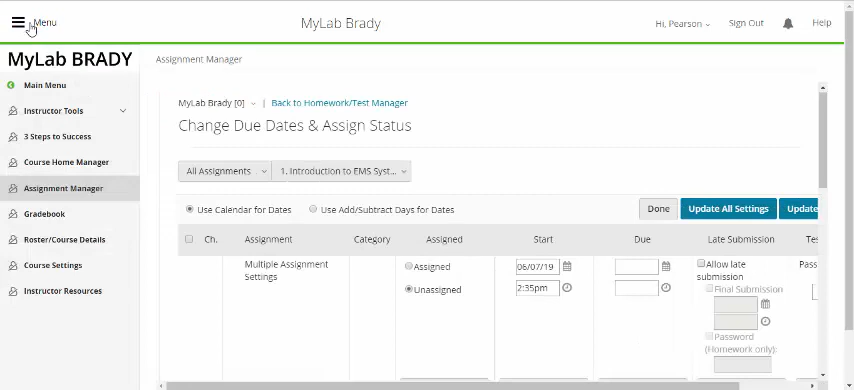 Menu
MyLab Brady
Hi, Pearson
Sign Out
Help
MyLab BRADY
Main Menu
Instructor Tools
3 Steps to Success
Course Home Manager
Assignment Manager
Gradebook
Roster/Course Details
Course Settings
Instructor Resources
Assignment Manager
MyLab Brady [0] | Back to Homework/Test Manager
Change Due Dates & Assign Status
All Assignments 1. Introduction to EMS Syst...
Use Calendar for Dates Use Add/Subtract Days for Dates Done Update All Settings Update
Ch. Assignment Category Assigned Start Due Late Submission Tes
Multiple Assignment Settings
Assigned
Unassigned
06/07/19
2:35pm
Allow late submission
Final Submission
Password
(Homework only):
Pass